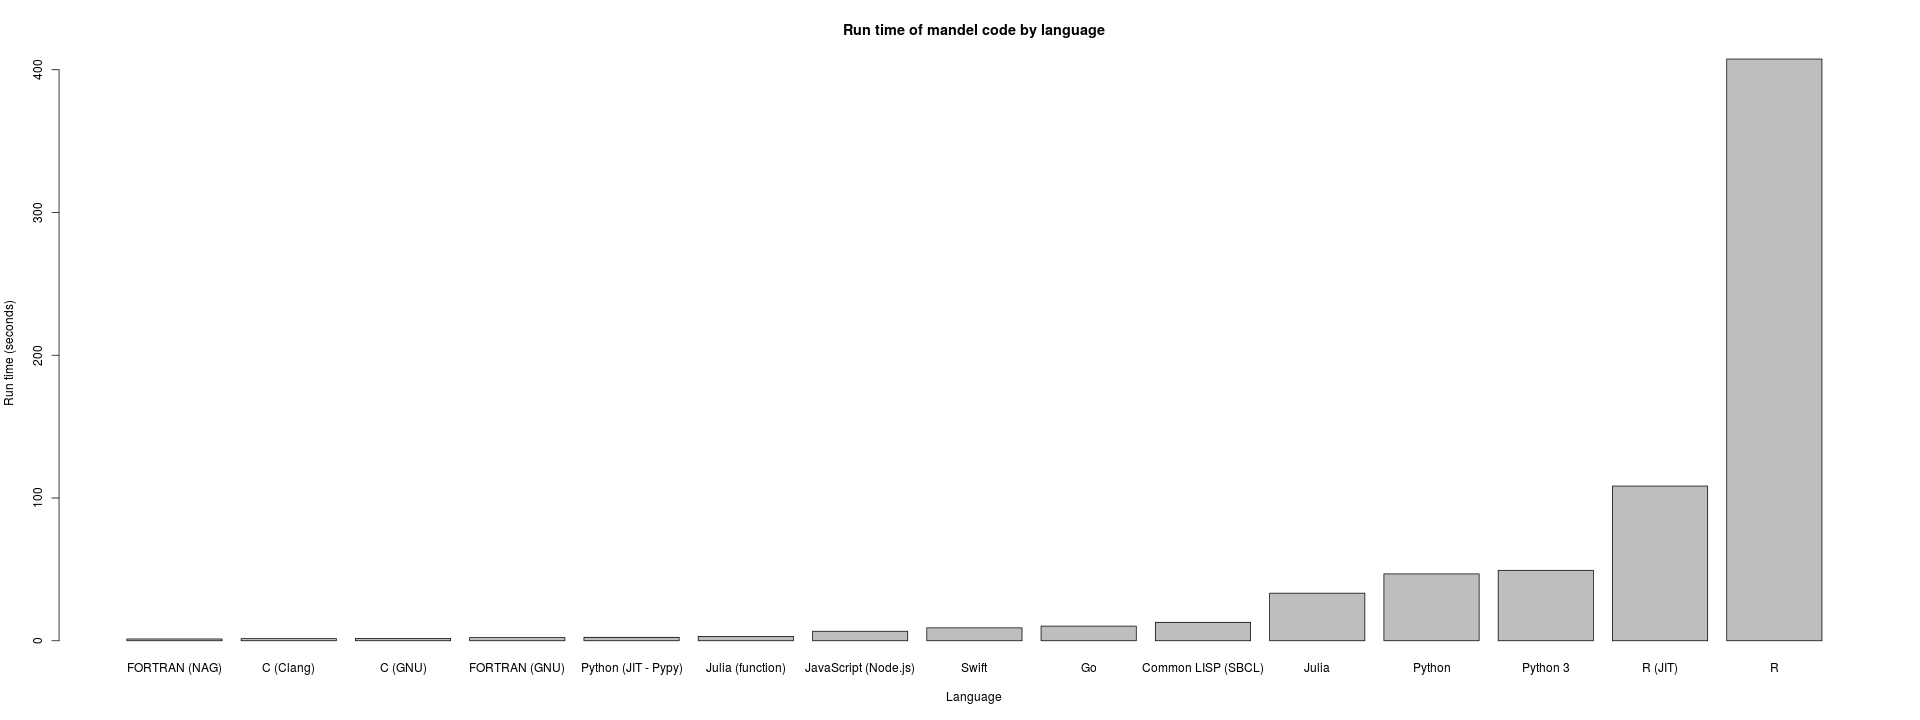 Run time of mandel code by language
Run time (seconds)
400
300
200
100
0
FORTRAN (NAG) C (Clang) C (GNU) FORTRAN (GNU) Python (JIT - Pypy) Julia (function) JavaScript (Node.js) Swift Go Common LISP (SBCL) Julia Python Python 3 R (JIT) R
Language